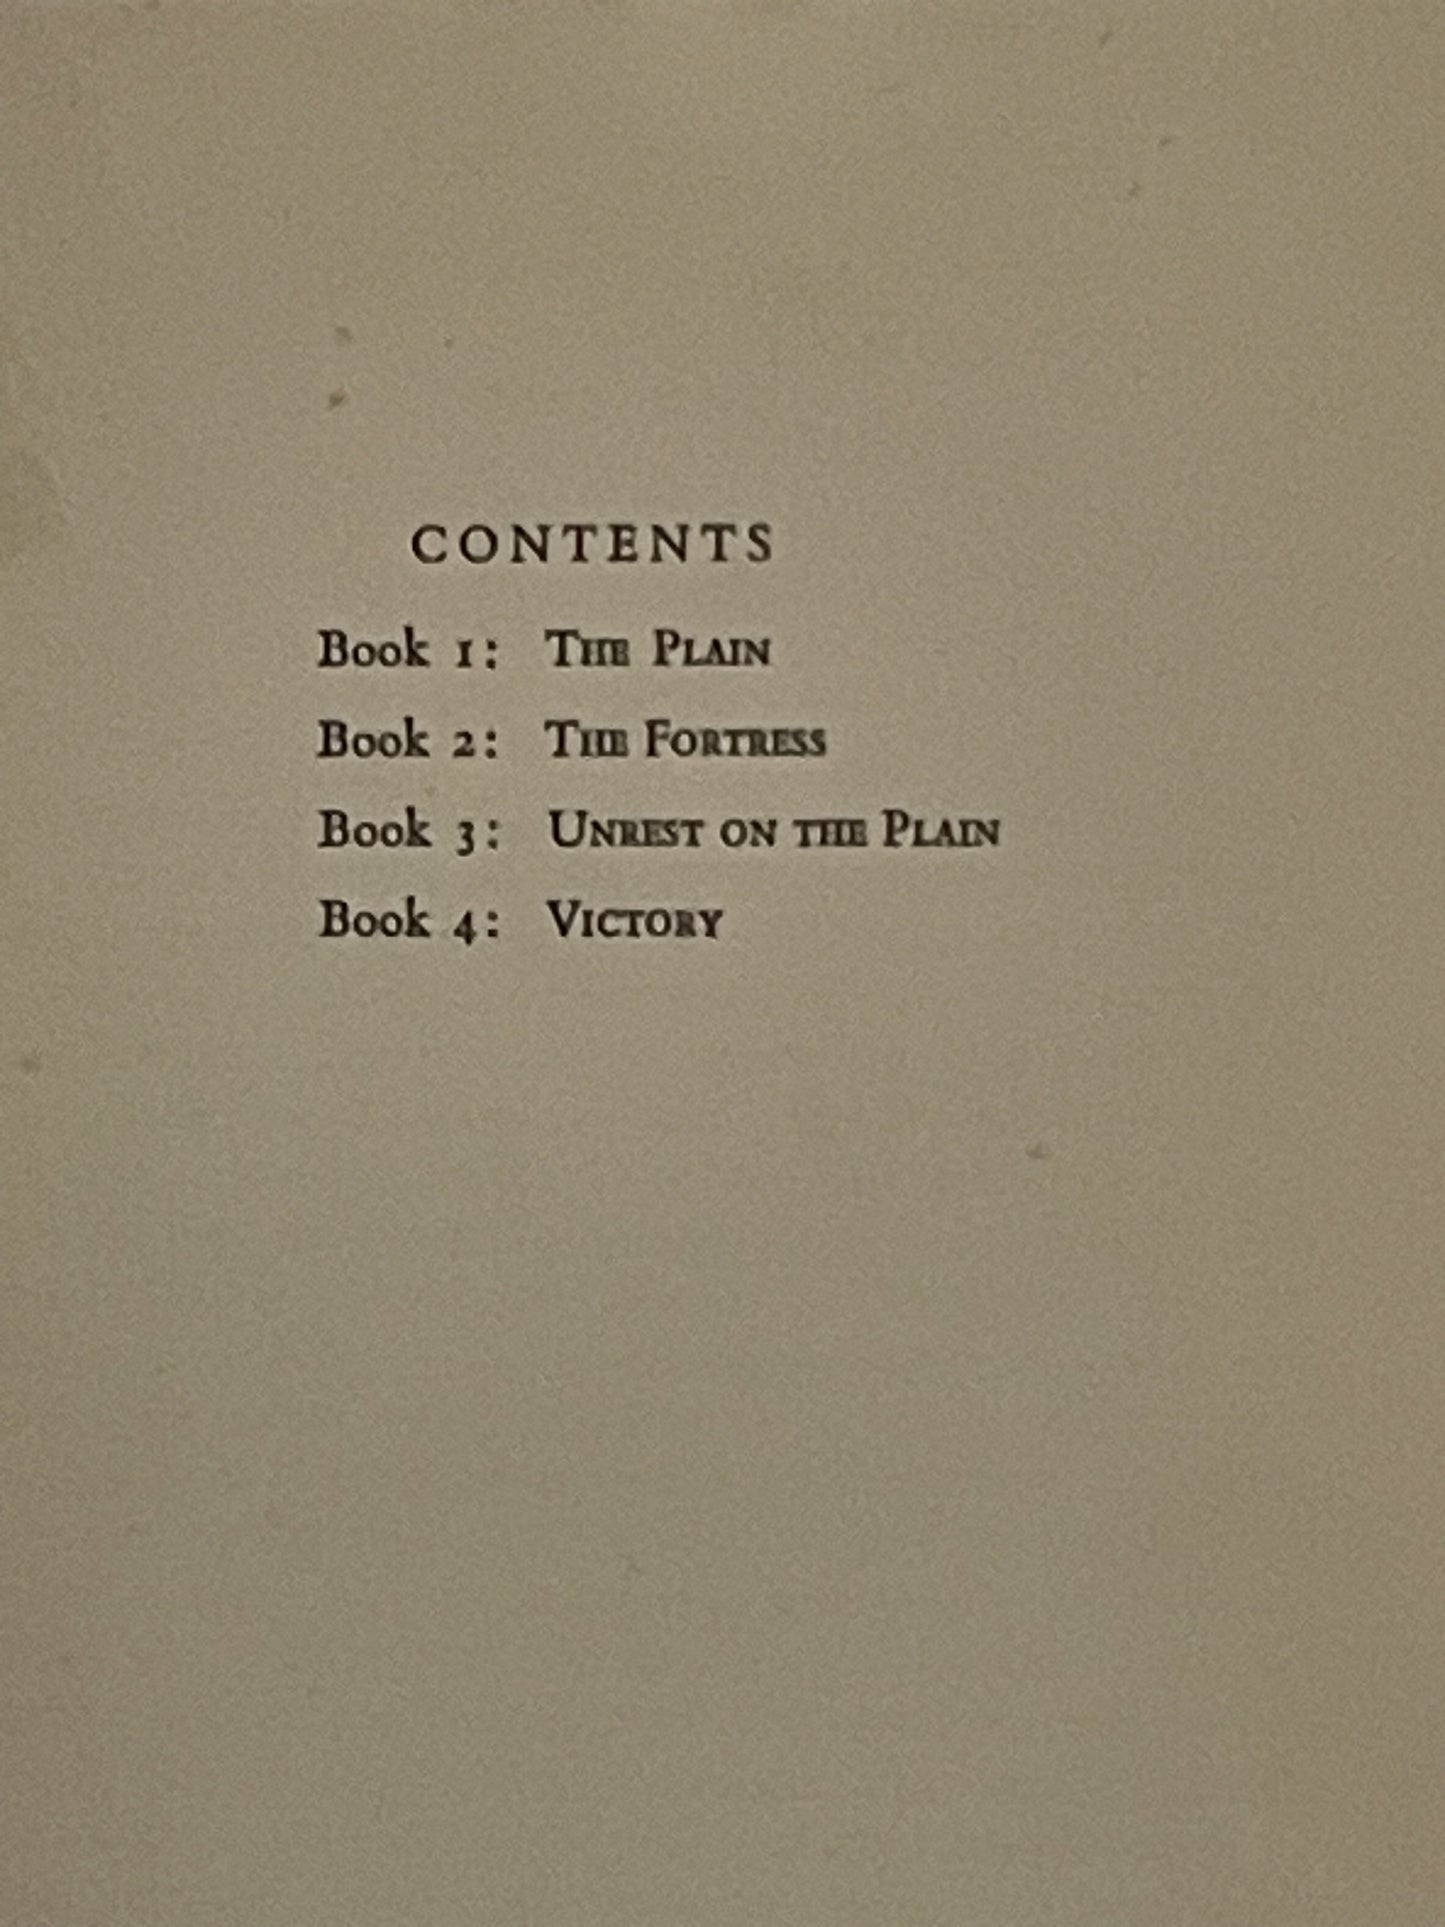 CONTENTS
Book 1: THE PLAIN
Book 2: THE FORTRESS
Book 3: UNREST ON THE PLAIN
Book 4: VICTORY